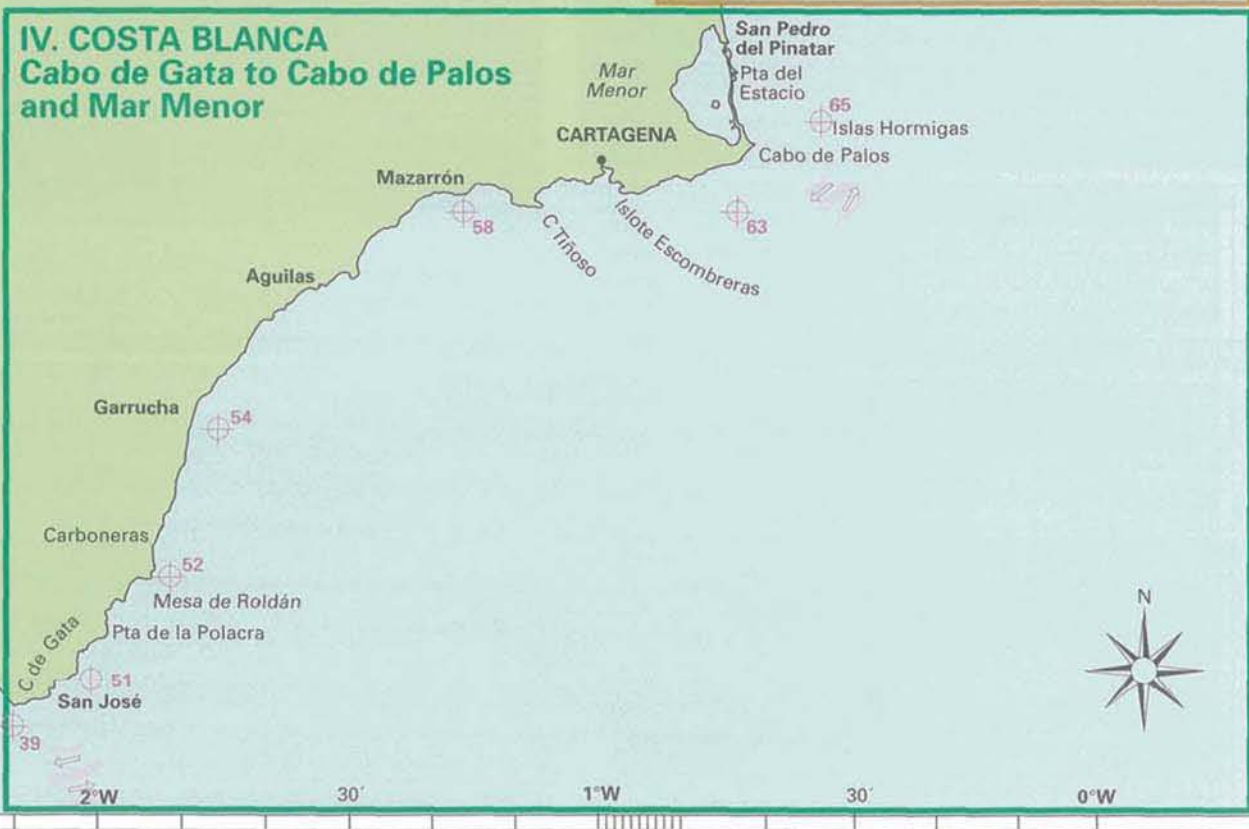 IV. COSTA BLANCA
Cabo de Gata to Cabo de Palos
and Mar Menor
San Pedro
del Pinatar
Mar
Menor
Pta del
Estacio
65
Islas Hormigas
CARTAGENA
Cabo de Palos
Mazarrón
58
63
C Tiñoso
Islote Escombreras
Aguilas
Garrucha
54
Carboneras
52
Mesa de Roldán
N
Pta de la Polacra
C de Gata
51
San José
39
2°W
30´
1°W
30´
0°W